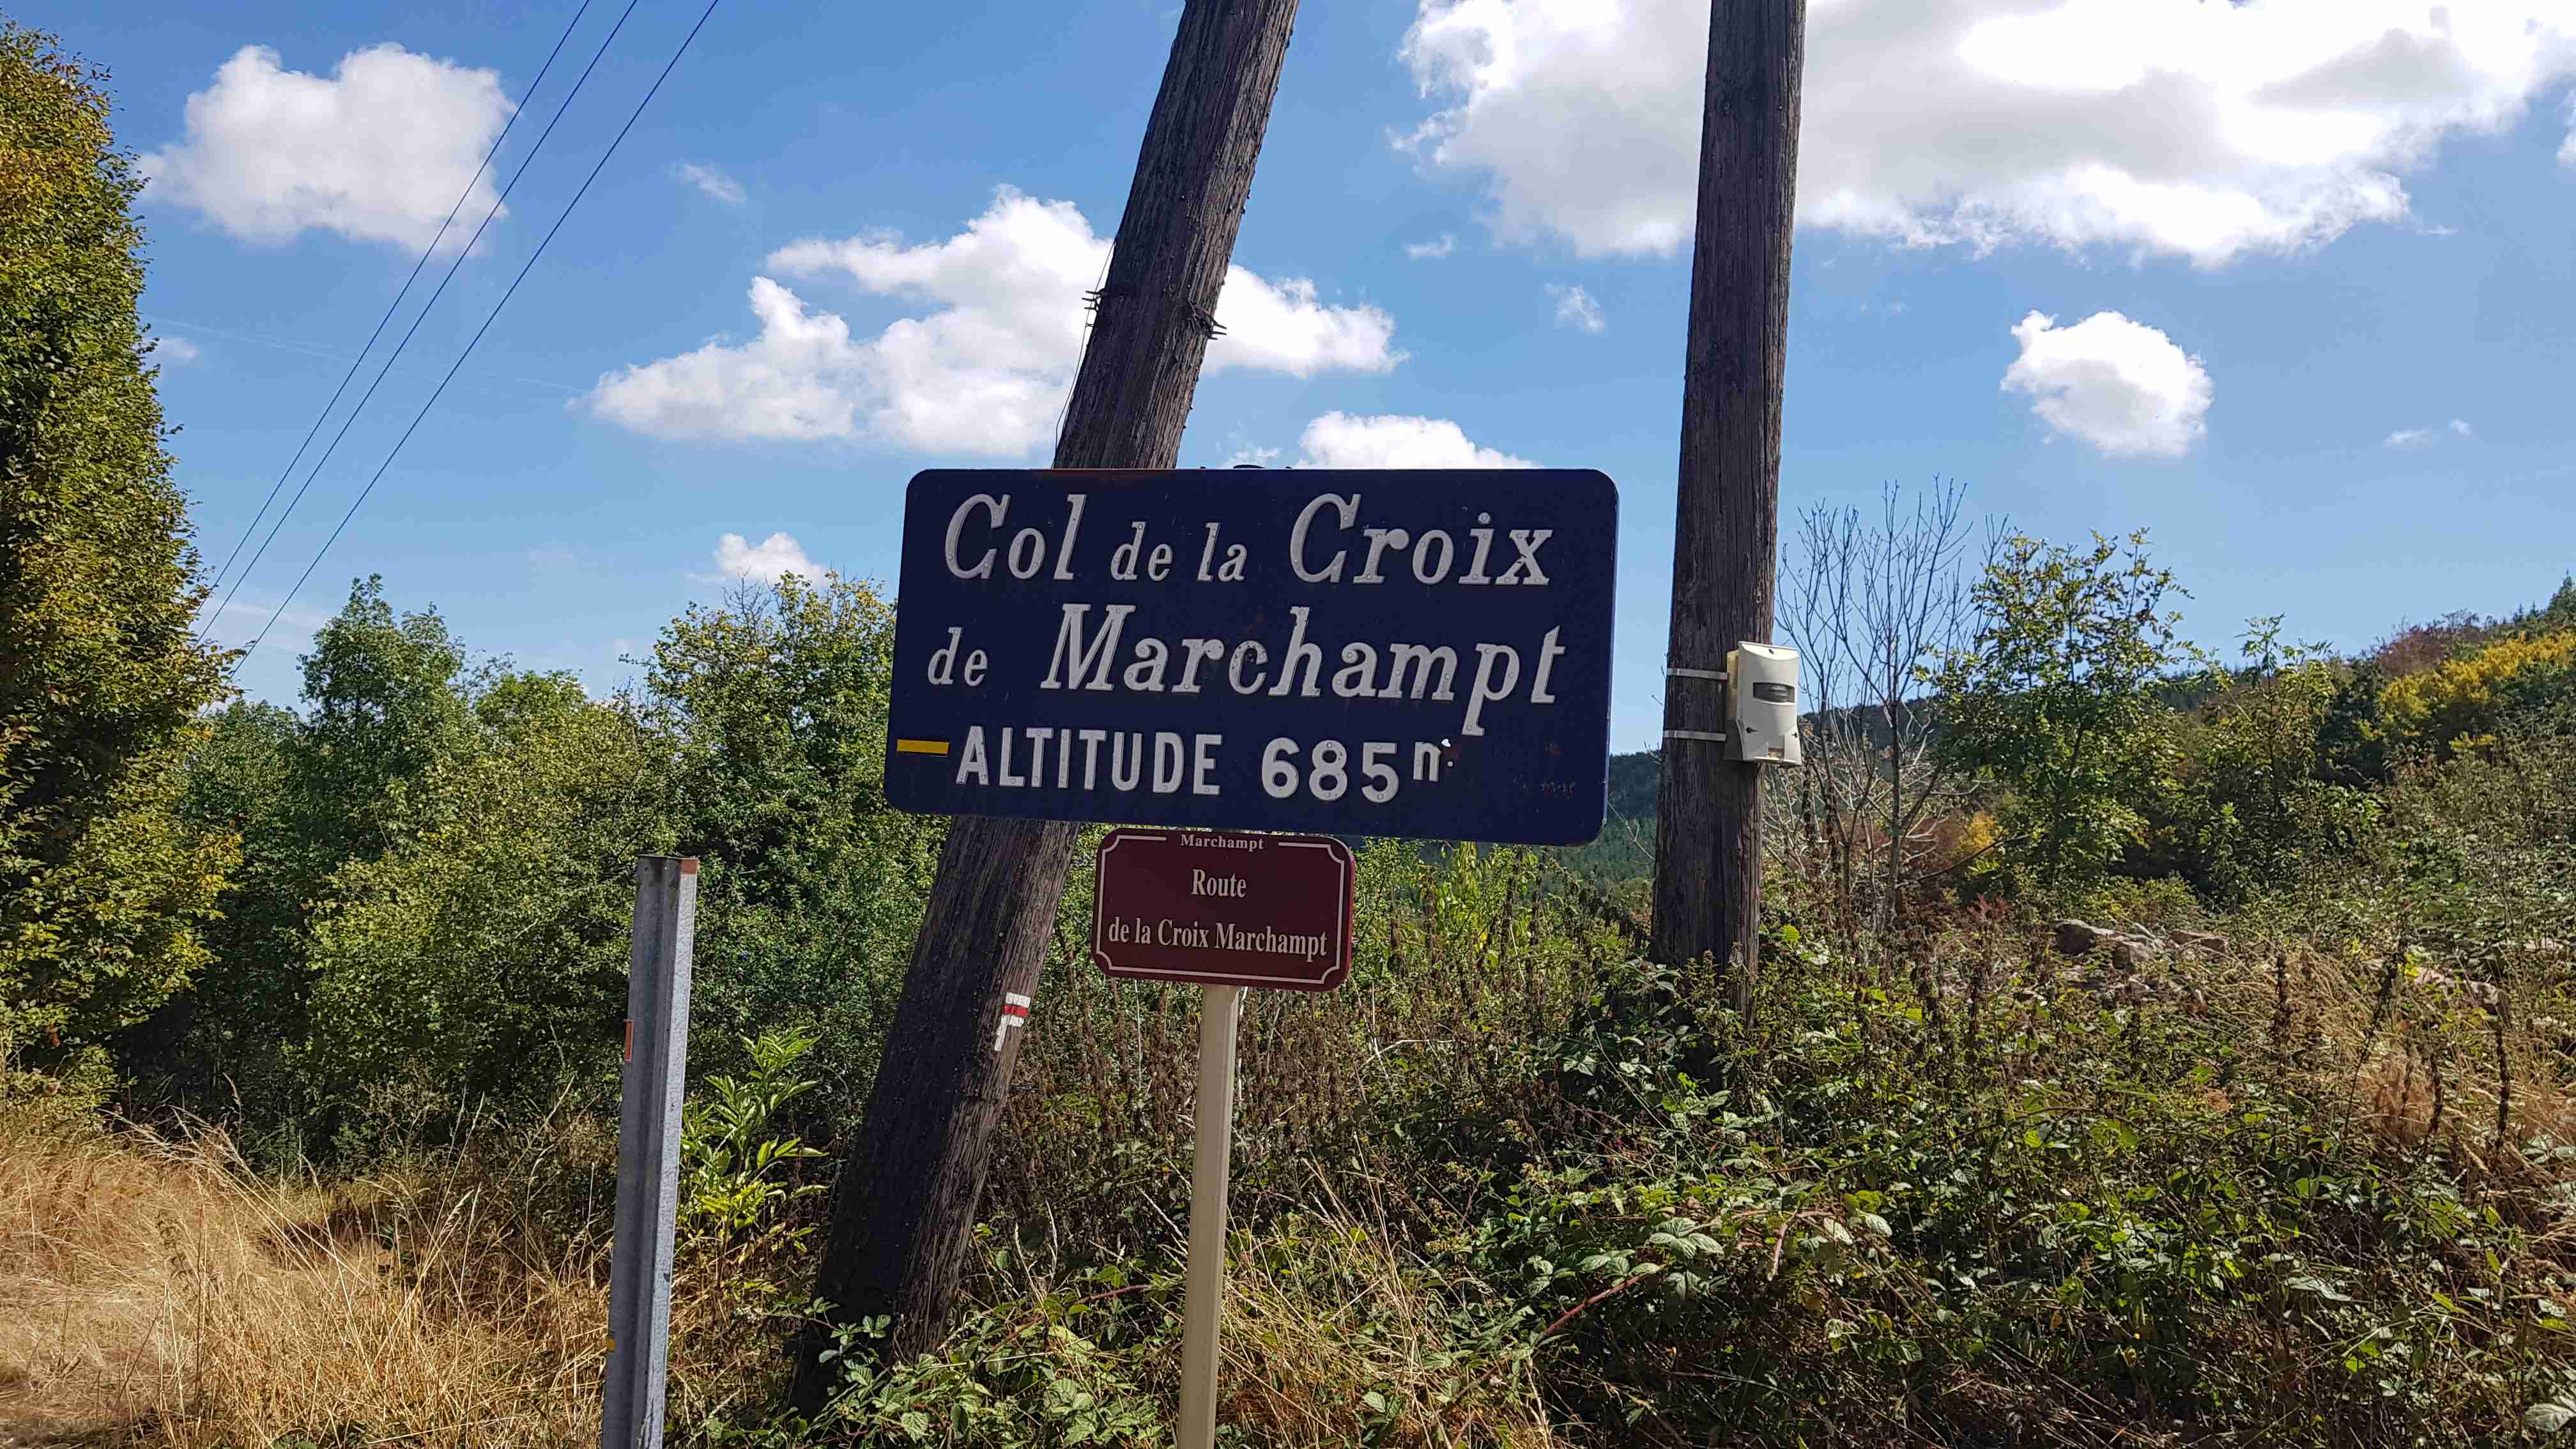 Col de la Croix
de Marchampt
ALTITUDE 685m.
Marchampt
Route
de la Croix Marchampt